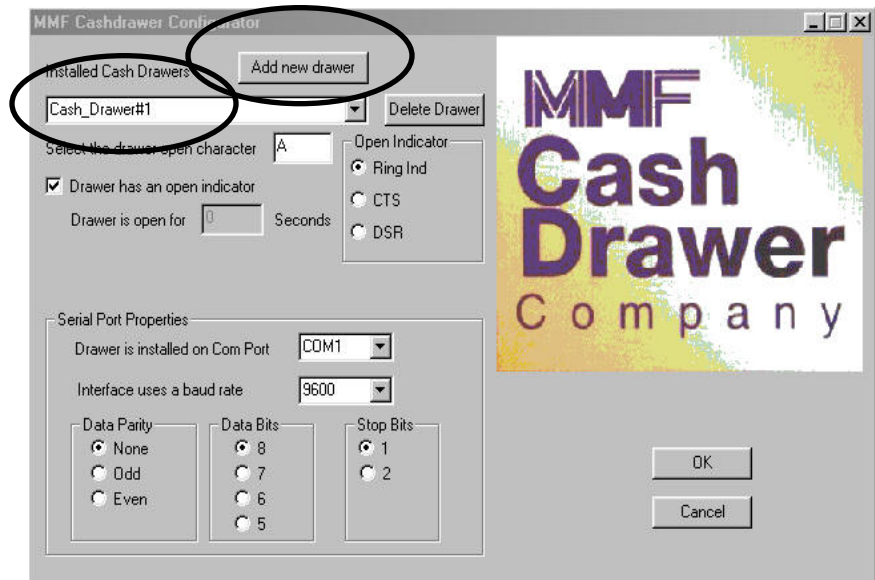 MMF Cashdrawer Configurator
Installed Cash Drawers
Add new drawer
Cash_Drawer#1
Delete Drawer
Select the drawer open character
A
Open Indicator
Ring Ind
CTS
DSR
Drawer has an open indicator
Drawer is open for
0
Seconds
Serial Port Properties
Drawer is installed on Com Port
COM1
Interface uses a baud rate
9600
Data Parity
None
Odd
Even
Data Bits
8
7
6
5
Stop Bits
1
2
MMF
Cash
Drawer
Company
OK
Cancel